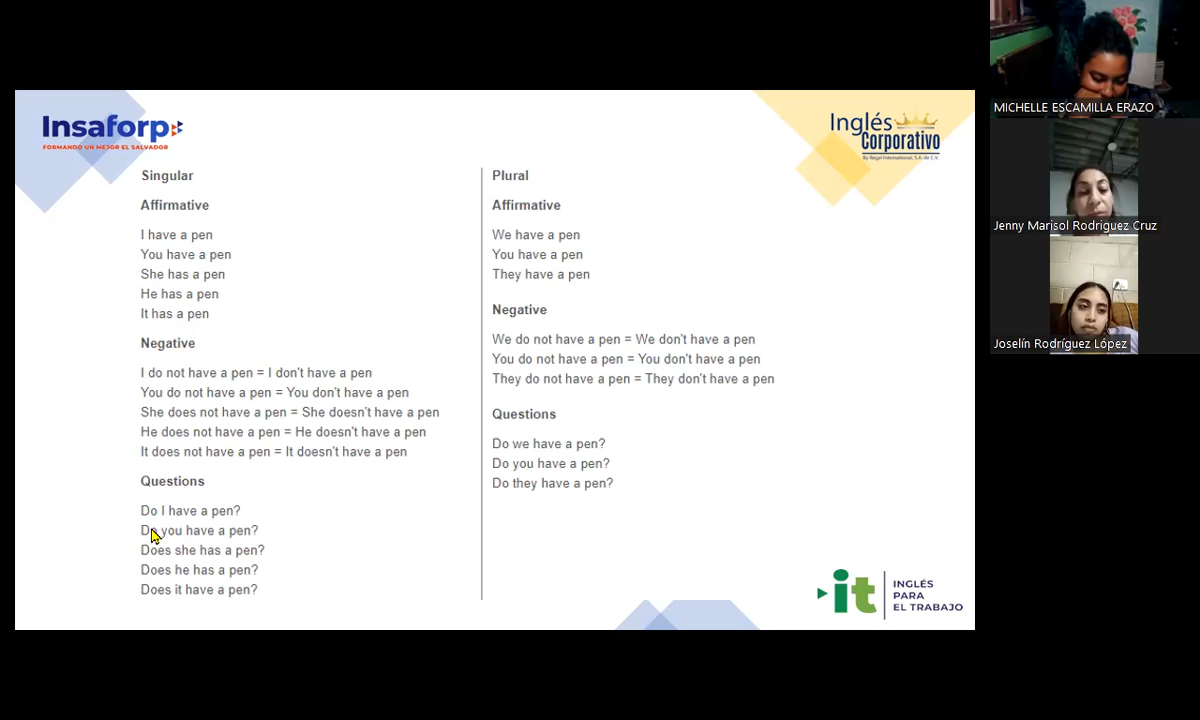 Insaforp
FORMANDO UN MEJOR EL SALVADOR
Inglés
Corporativo
By Regal International, S.A. de C.V.
Singular
Affirmative
I have a pen
You have a pen
She has a pen
He has a pen
It has a pen
Negative
I do not have a pen = I don't have a pen
You do not have a pen = You don't have a pen
She does not have a pen = She doesn't have a pen
He does not have a pen = He doesn't have a pen
It does not have a pen = It doesn't have a pen
Questions
Do I have a pen?
Do you have a pen?
Does she has a pen?
Does he has a pen?
Does it have a pen?
Plural
Affirmative
We have a pen
You have a pen
They have a pen
Negative
We do not have a pen = We don't have a pen
You do not have a pen = You don't have a pen
They do not have a pen = They don't have a pen
Questions
Do we have a pen?
Do you have a pen?
Do they have a pen?
it
INGLÉS
PARA
EL TRABAJO
MICHELLE ESCAMILLA ERAZO
Jenny Marisol Rodriguez Cruz
Joselín Rodríguez López